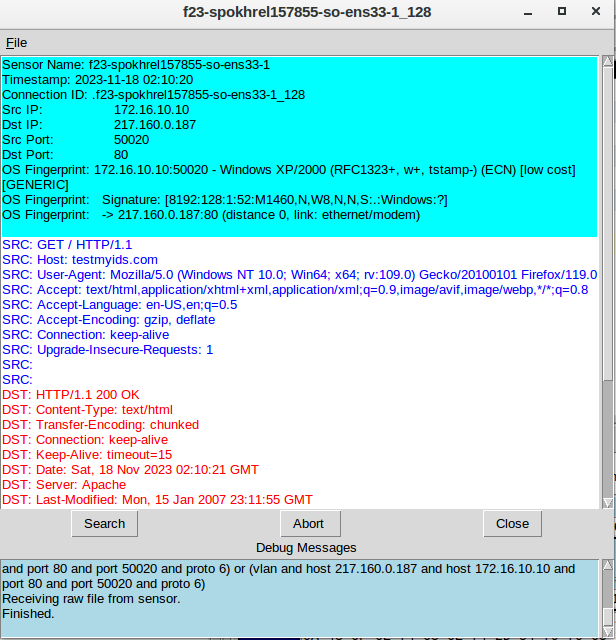 f23-spokhrel157855-so-ens33-1_128
File
Sensor Name: f23-spokhrel157855-so-ens33-1
Timestamp: 2023-11-18 02:10:20
Connection ID: .f23-spokhrel157855-so-ens33-1_128
Src IP: 172.16.10.10
Dst IP: 217.160.0.187
Src Port: 50020
Dst Port: 80
OS Fingerprint: 172.16.10.10:50020 - Windows XP/2000 (RFC1323+, w+, tstamp-) (ECN) [low cost]
[GENERIC]
OS Fingerprint: Signature: [8192:128:1:52:M1460,N,W8,N,N,S:.:Windows:?]
OS Fingerprint: -> 217.160.0.187:80 (distance 0, link: ethernet/modem)
SRC: GET / HTTP/1.1
SRC: Host: testmyids.com
SRC: User-Agent: Mozilla/5.0 (Windows NT 10.0; Win64; x64; rv:109.0) Gecko/20100101 Firefox/119.0
SRC: Accept: text/html,application/xhtml+xml,application/xml;q=0.9,image/avif,image/webp,*/*;q=0.8
SRC: Accept-Language: en-US,en;q=0.5
SRC: Accept-Encoding: gzip, deflate
SRC: Connection: keep-alive
SRC: Upgrade-Insecure-Requests: 1
SRC:
SRC:
DST: HTTP/1.1 200 OK
DST: Content-Type: text/html
DST: Transfer-Encoding: chunked
DST: Connection: keep-alive
DST: Keep-Alive: timeout=15
DST: Date: Sat, 18 Nov 2023 02:10:21 GMT
DST: Server: Apache
DST: Last-Modified: Mon, 15 Jan 2007 23:11:55 GMT
Search Abort Close
Debug Messages
and port 80 and port 50020 and proto 6) or (vlan and host 217.160.0.187 and host 172.16.10.10 and
port 80 and port 50020 and proto 6)
Receiving raw file from sensor.
Finished.